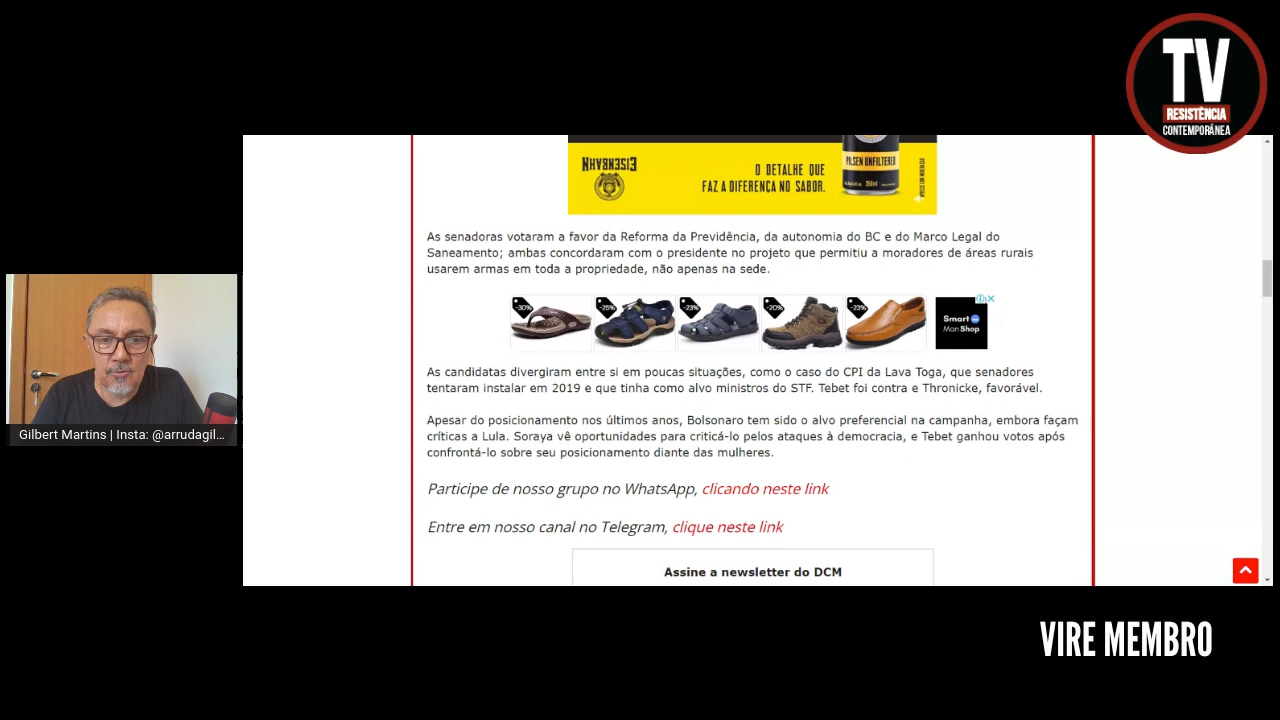 TV
RESISTÊNCIA
CONTEMPORÂNEA
EISENBAHN
O DETALHE QUE
FAZ A DIFERENÇA NO SABOR.
PILSEN UNFILTERED
As senadoras votaram a favor da Reforma da Previdência, da autonomia do BC e do Marco Legal do
Saneamento; ambas concordaram com o presidente no projeto que permitiu a moradores de áreas rurais
usarem armas em toda a propriedade, não apenas na sede.
-30% -25% -23% -20% -23%
Smart
Man Shop
As candidatas divergiram entre si em poucas situações, como o caso do CPI da Lava Toga, que senadores
tentaram instalar em 2019 e que tinha como alvo ministros do STF. Tebet foi contra e Thronicke, favorável.
Apesar do posicionamento nos últimos anos, Bolsonaro tem sido o alvo preferencial na campanha, embora façam
críticas a Lula. Soraya vê oportunidades para criticá-lo pelos ataques à democracia, e Tebet ganhou votos após
confrontá-lo sobre seu posicionamento diante das mulheres.
Participe de nosso grupo no WhatsApp, clicando neste link
Entre em nosso canal no Telegram, clique neste link
Assine a newsletter do DCM
Gilbert Martins | Insta: @arrudagil...
VIRE MEMBRO